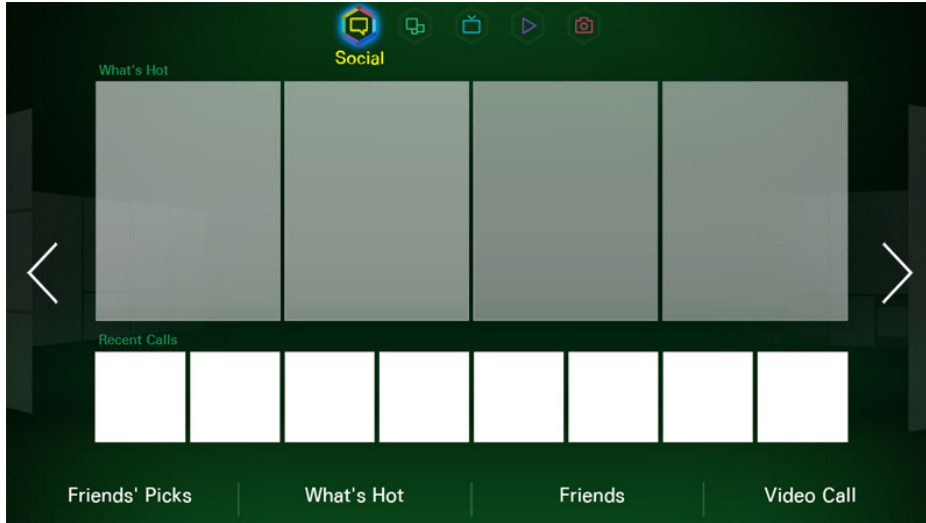 Social
What's Hot
Recent Calls
Friends' Picks
What's Hot
Friends
Video Call